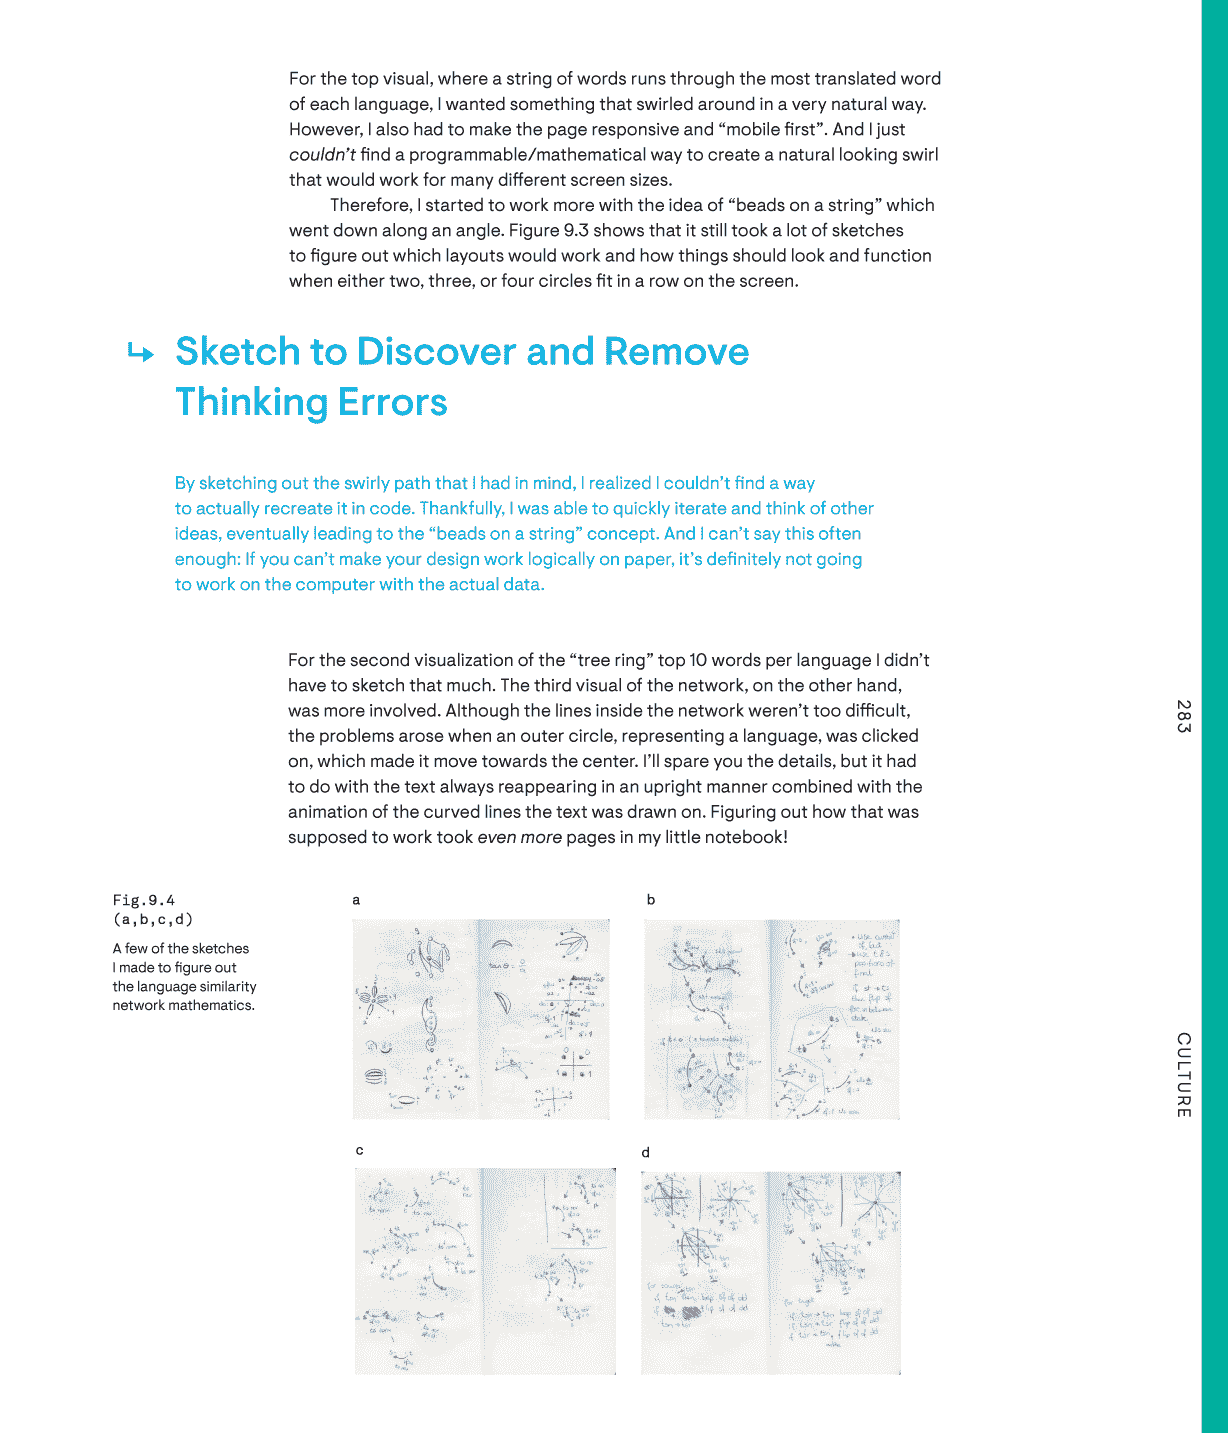 For the top visual, where a string of words runs through the most translated word
of each language, I wanted something that swirled around in a very natural way.
However, I also had to make the page responsive and “mobile first”. And I just
couldn’t find a programmable/mathematical way to create a natural looking swirl
that would work for many different screen sizes.
Therefore, I started to work more with the idea of “beads on a string” which
went down along an angle. Figure 9.3 shows that it still took a lot of sketches
to figure out which layouts would work and how things should look and function
when either two, three, or four circles fit in a row on the screen.
↳ Sketch to Discover and Remove
Thinking Errors
By sketching out the swirly path that I had in mind, I realized I couldn’t find a way
to actually recreate it in code. Thankfully, I was able to quickly iterate and think of other
ideas, eventually leading to the “beads on a string” concept. And I can’t say this often
enough: If you can’t make your design work logically on paper, it’s definitely not going
to work on the computer with the actual data.
For the second visualization of the “tree ring” top 10 words per language I didn’t
have to sketch that much. The third visual of the network, on the other hand,
was more involved. Although the lines inside the network weren’t too difficult,
the problems arose when an outer circle, representing a language, was clicked
on, which made it move towards the center. I’ll spare you the details, but it had
to do with the text always reappearing in an upright manner combined with the
animation of the curved lines the text was drawn on. Figuring out how that was
supposed to work took even more pages in my little notebook!
283
CULTURE
Fig.9.4
(a,b,c,d)
A few of the sketches
I made to figure out
the language similarity
network mathematics.
a
b
c
d